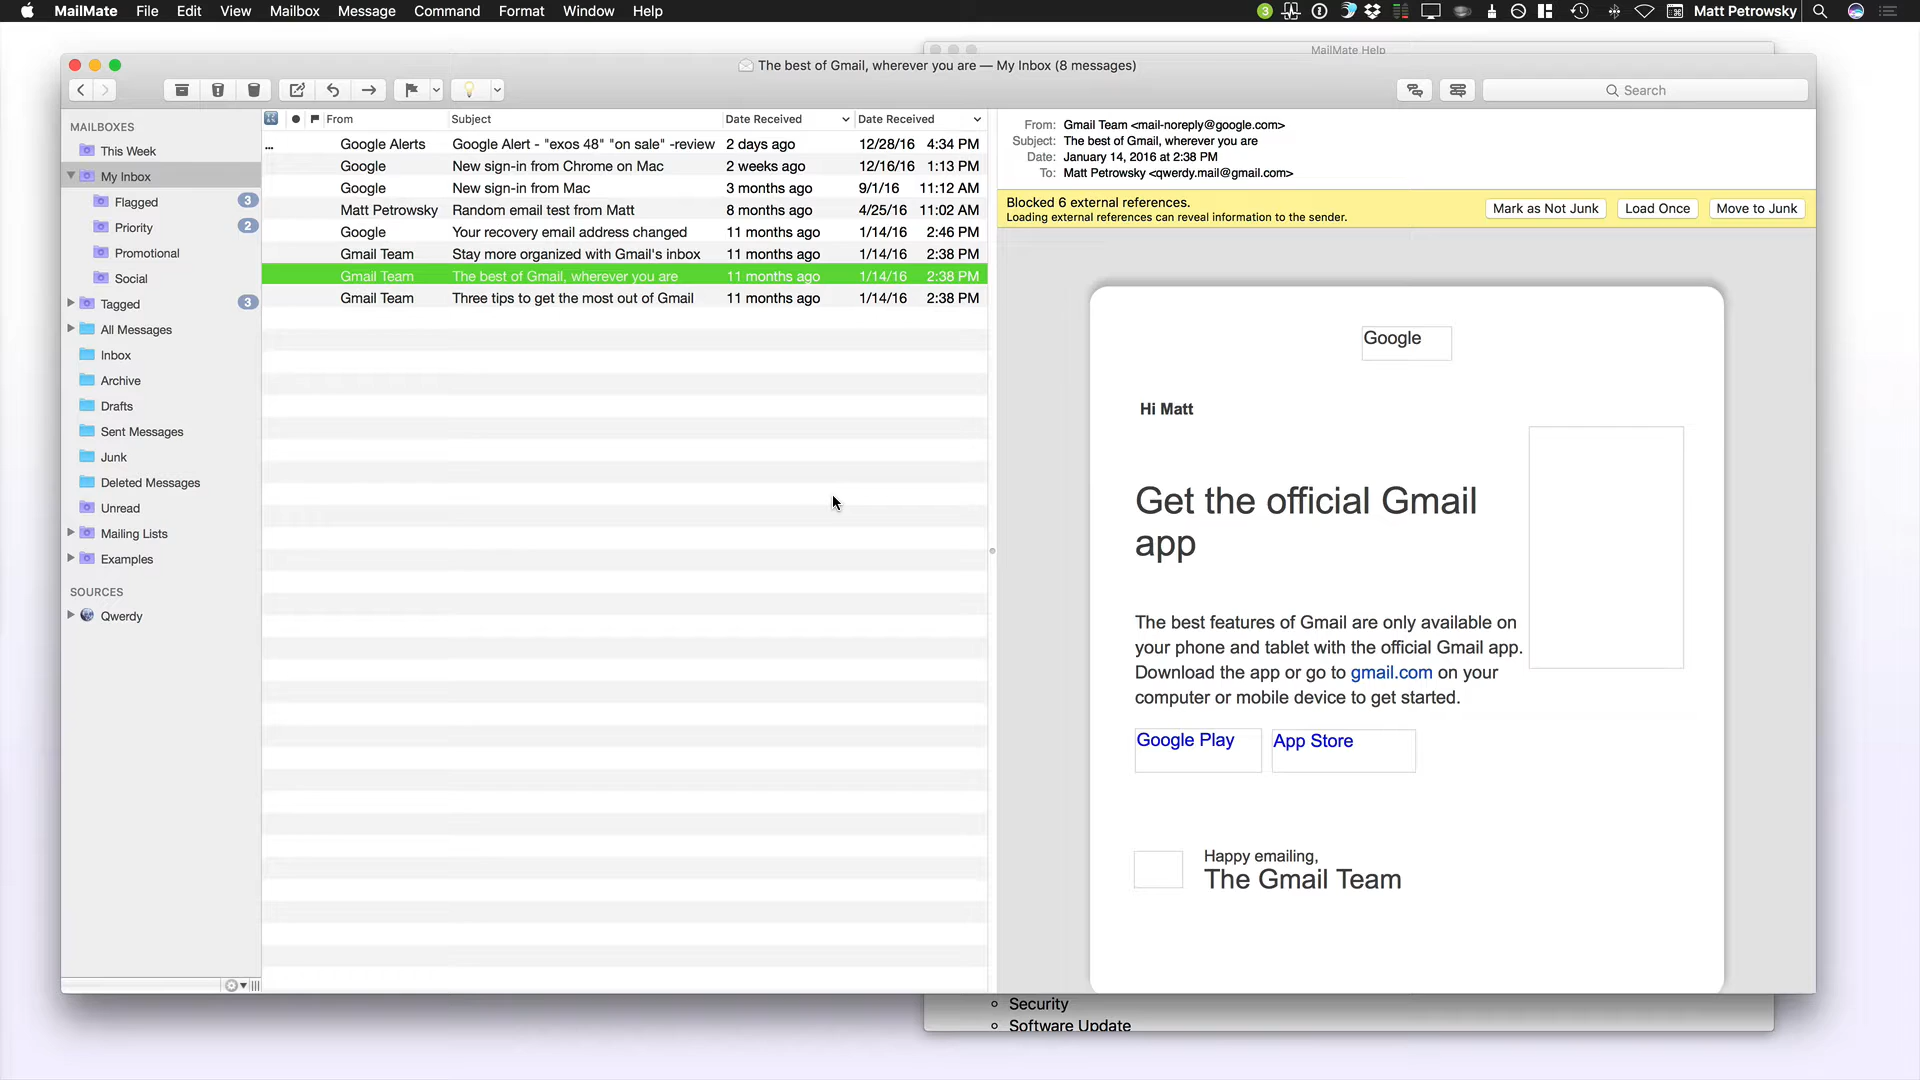 MailMate File Edit View Mailbox Message Command Format Window Help 3 Matt Petrowsky
MailMate Help
The best of Gmail, wherever you are — My Inbox (8 messages)
Search
MAILBOXES
This Week
My Inbox
Flagged 3
Priority 2
Promotional
Social
Tagged 3
All Messages
Inbox
Archive
Drafts
Sent Messages
Junk
Deleted Messages
Unread
Mailing Lists
Examples
SOURCES
Qwerdy
From Subject Date Received Date Received
... Google Alerts Google Alert - "exos 48" "on sale" -review 2 days ago 12/28/16 4:34 PM
Google New sign-in from Chrome on Mac 2 weeks ago 12/16/16 1:13 PM
Google New sign-in from Mac 3 months ago 9/1/16 11:12 AM
Matt Petrowsky Random email test from Matt 8 months ago 4/25/16 11:02 AM
Google Your recovery email address changed 11 months ago 1/14/16 2:46 PM
Gmail Team Stay more organized with Gmail's inbox 11 months ago 1/14/16 2:38 PM
Gmail Team The best of Gmail, wherever you are 11 months ago 1/14/16 2:38 PM
Gmail Team Three tips to get the most out of Gmail 11 months ago 1/14/16 2:38 PM
From: Gmail Team <mail-noreply@google.com>
Subject: The best of Gmail, wherever you are
Date: January 14, 2016 at 2:38 PM
To: Matt Petrowsky <qwerdy.mail@gmail.com>
Blocked 6 external references.
Loading external references can reveal information to the sender.
Mark as Not Junk Load Once Move to Junk
Google
Hi Matt
Get the official Gmail
app
The best features of Gmail are only available on
your phone and tablet with the official Gmail app.
Download the app or go to gmail.com on your
computer or mobile device to get started.
Google Play App Store
Happy emailing,
The Gmail Team
Security
Software Update